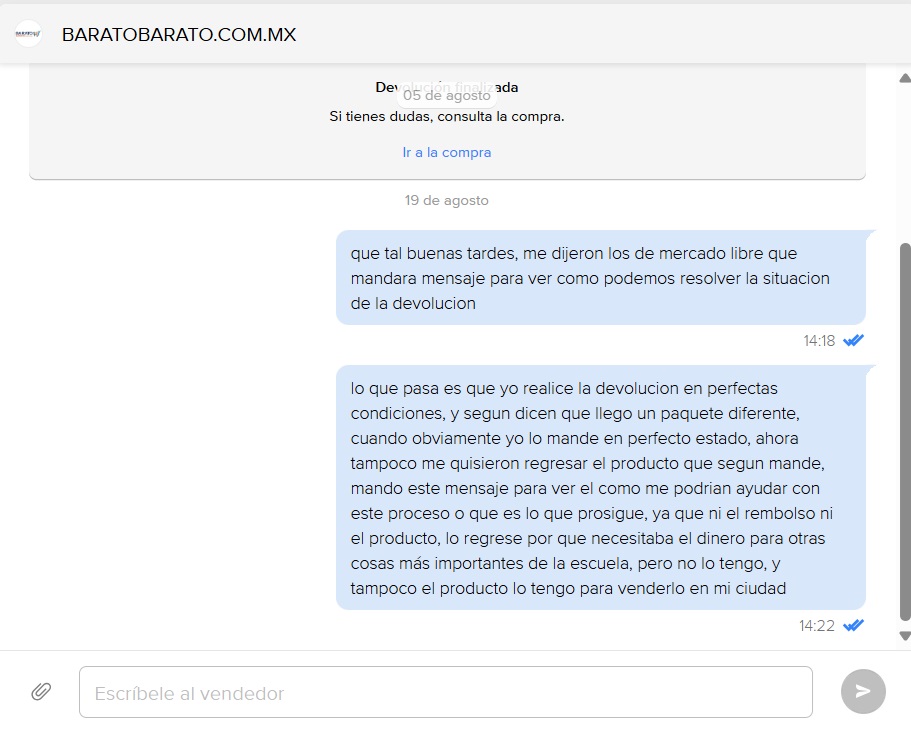 BARATOBARATO.COM.MX
Devolución finalizada
05 de agosto
Si tienes dudas, consulta la compra.
Ir a la compra
19 de agosto
que tal buenas tardes, me dijeron los de mercado libre que
mandara mensaje para ver como podemos resolver la situacion
de la devolucion
14:18
lo que pasa es que yo realice la devolucion en perfectas
condiciones, y segun dicen que llego un paquete diferente,
cuando obviamente yo lo mande en perfecto estado, ahora
tampoco me quisieron regresar el producto que segun mande,
mando este mensaje para ver el como me podrian ayudar con
este proceso o que es lo que prosigue, ya que ni el rembolso ni
el producto, lo regrese por que necesitaba el dinero para otras
cosas más importantes de la escuela, pero no lo tengo, y
tampoco el producto lo tengo para venderlo en mi ciudad
14:22
Escríbele al vendedor